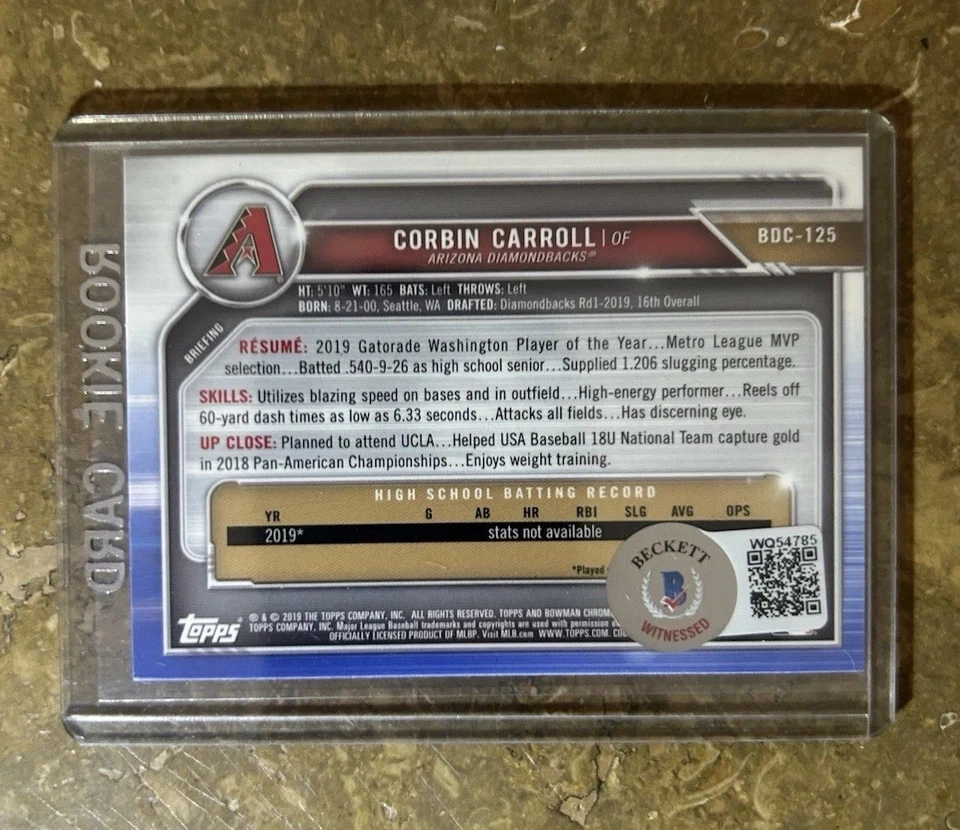 ROOKIE CARD
CORBIN CARROLL | OF
ARIZONA DIAMONDBACKS®
BDC-125
HT: 5'10" WT: 165 BATS: Left THROWS: Left
BORN: 8-21-00, Seattle, WA DRAFTED: Diamondbacks Rd1-2019, 16th Overall
BRIEFING
RÉSUMÉ: 2019 Gatorade Washington Player of the Year...Metro League MVP
selection...Batted .540-9-26 as high school senior...Supplied 1.206 slugging percentage.
SKILLS: Utilizes blazing speed on bases and in outfield...High-energy performer...Reels off
60-yard dash times as low as 6.33 seconds...Attacks all fields...Has discerning eye.
UP CLOSE: Planned to attend UCLA...Helped USA Baseball 18U National Team capture gold
in 2018 Pan-American Championships...Enjoys weight training.
HIGH SCHOOL BATTING RECORD
YR G AB HR RBI SLG AVG OPS
2019* stats not available
*Played
BECKETT
B
WITNESSED
WQ54785
Topps
® & © 2019 THE TOPPS COMPANY, INC. ALL RIGHTS RESERVED. TOPPS AND BOWMAN CHROM
TOPPS COMPANY, INC. Major League Baseball trademarks and copyrights are used with permission
OFFICIALLY LICENSED PRODUCT OF MLBP. Visit MLB.com WWW.TOPPS.COM.